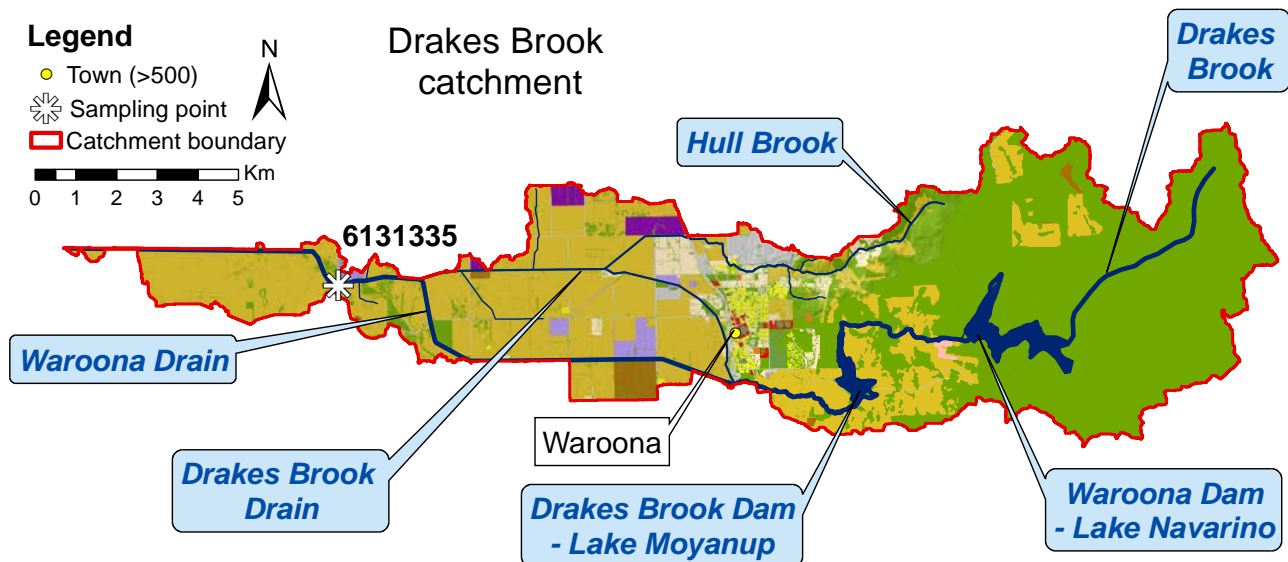 Legend
Town (>500)
Sampling point
Catchment boundary
Km
0 1 2 3 4 5
N
Drakes Brook
catchment
Drakes
Brook
Hull Brook
6131335
Waroona Drain
Drakes Brook
Drain
Waroona
Drakes Brook Dam
- Lake Moyanup
Waroona Dam
- Lake Navarino